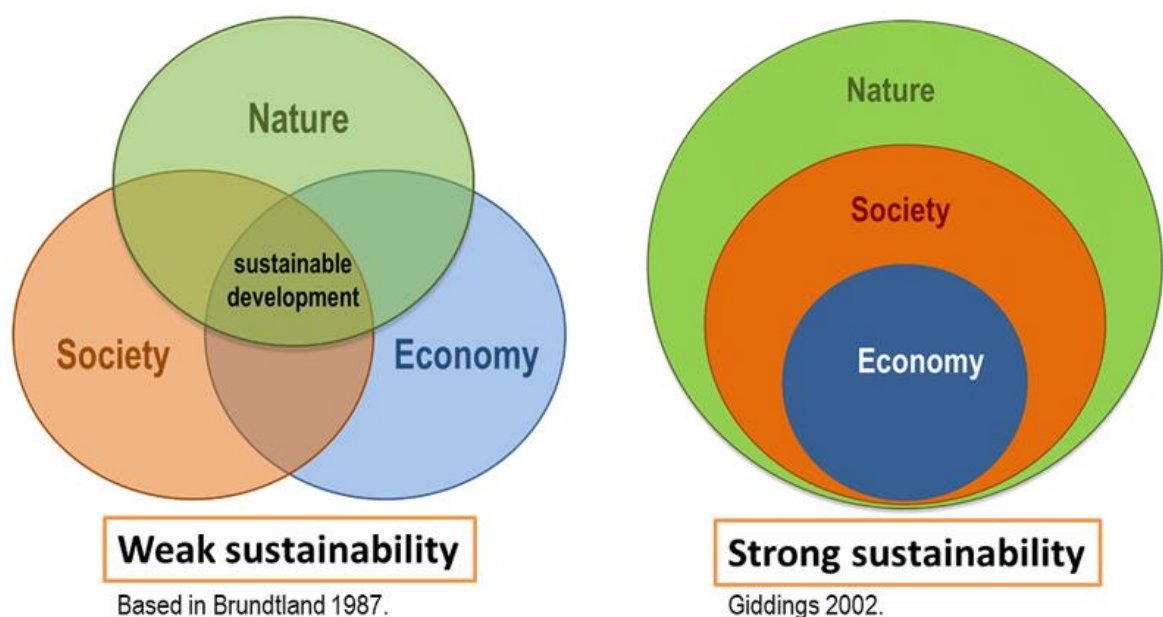 Nature
sustainable
development
Society
Economy
Weak sustainability
Based in Brundtland 1987.
Nature
Society
Economy
Strong sustainability
Giddings 2002.